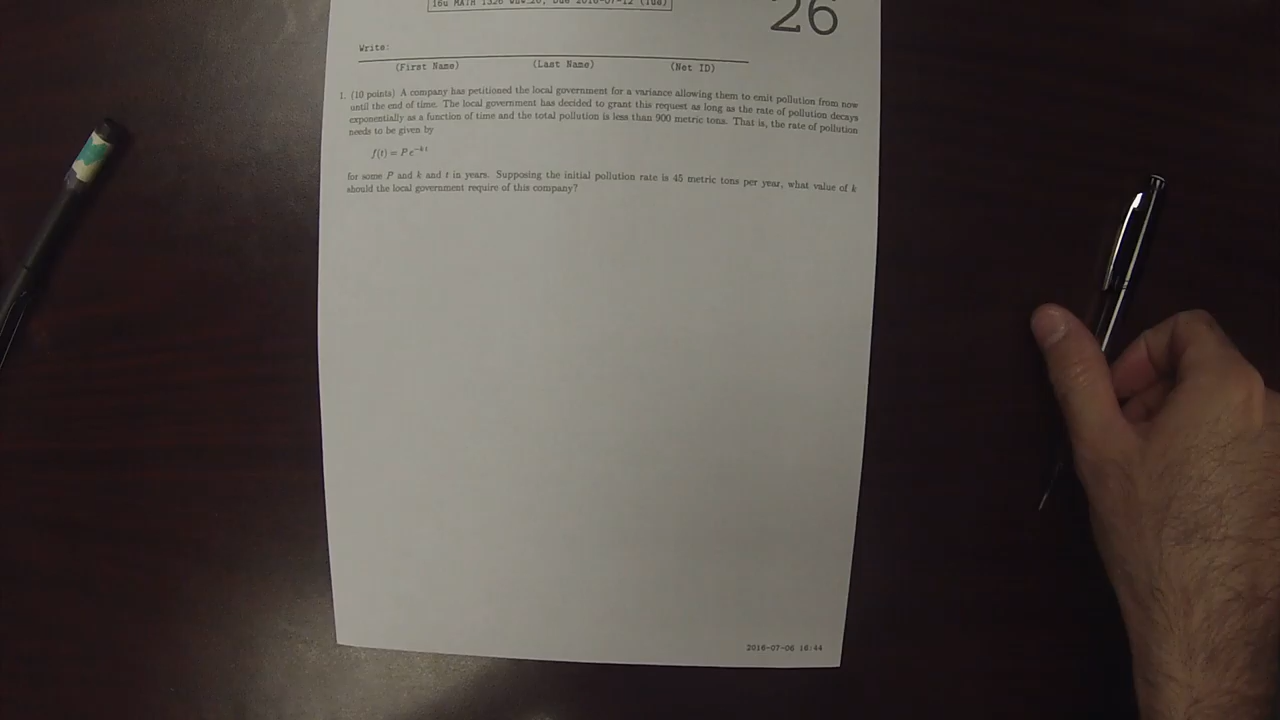 26
Write:
(First Name) (Last Name) (Net ID)
1. (10 points) A company has petitioned the local government for a variance allowing them to emit pollution from now
until the end of time. The local government has decided to grant this request as long as the rate of pollution decays
exponentially as a function of time and the total pollution is less than 900 metric tons. That is, the rate of pollution
needs to be given by
f(t) = P e^{-kt}
for some P and k and t in years. Supposing the initial pollution rate is 45 metric tons per year, what value of k
should the local government require of this company?
2016-07-06 16:44